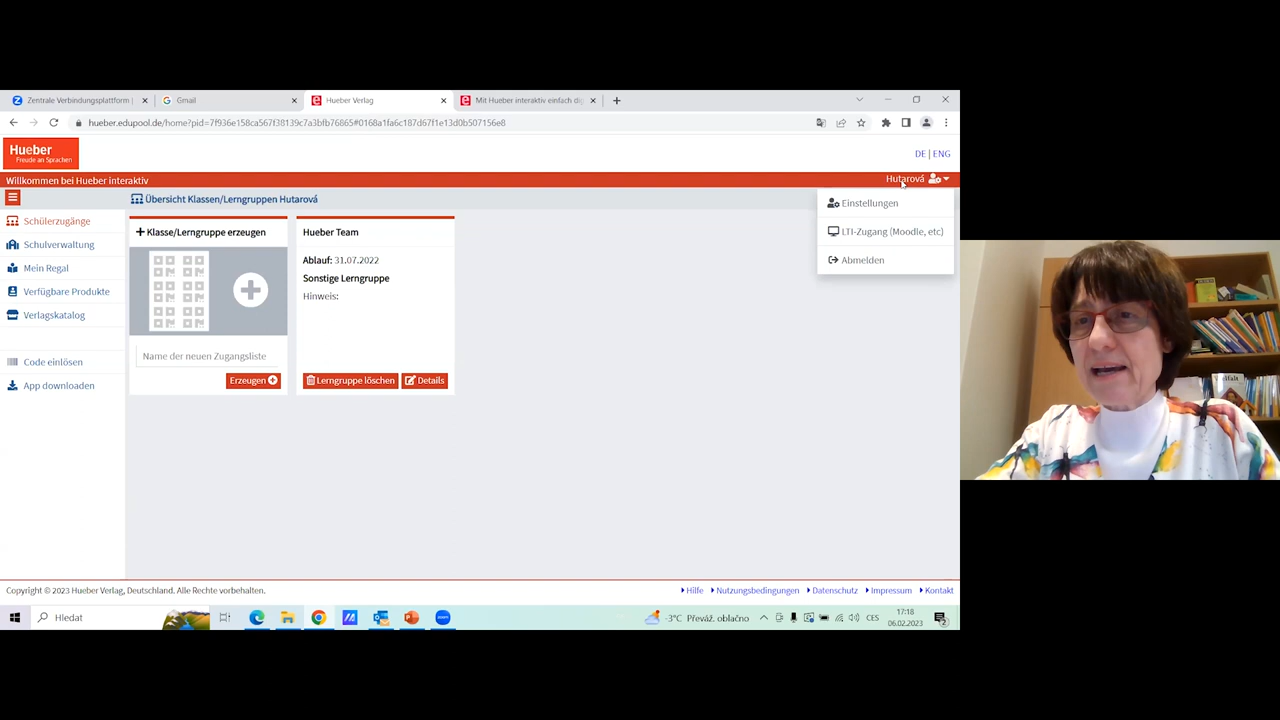 Zentrale Verbindungsplattform |
Gmail
Hueber Verlag
Mit Hueber interaktiv einfach dig
hueber.edupool.de/home?pid=7f936e158ca567f38139c7a3bfb76865#0168a1fa6c187d67f1e13d0b507156e8
Hueber
Freude an Sprachen
DE | ENG
Willkommen bei Hueber interaktiv
Hutarová
Übersicht Klassen/Lerngruppen Hutarová
Einstellungen
LTI-Zugang (Moodle, etc)
Abmelden
Schülerzugänge
Schulverwaltung
Mein Regal
Verfügbare Produkte
Verlagskatalog
Code einlösen
App downloaden
Klasse/Lerngruppe erzeugen
Name der neuen Zugangsliste
Erzeugen
Hueber Team
Ablauf: 31.07.2022
Sonstige Lerngruppe
Hinweis:
Lerngruppe löschen
Details
Copyright © 2023 Hueber Verlag, Deutschland. Alle Rechte vorbehalten.
Hilfe
Nutzungsbedingungen
Datenschutz
Impressum
Kontakt
Hledat
-3°C Převáž. oblačno
CES
17:18
06.02.2023
2